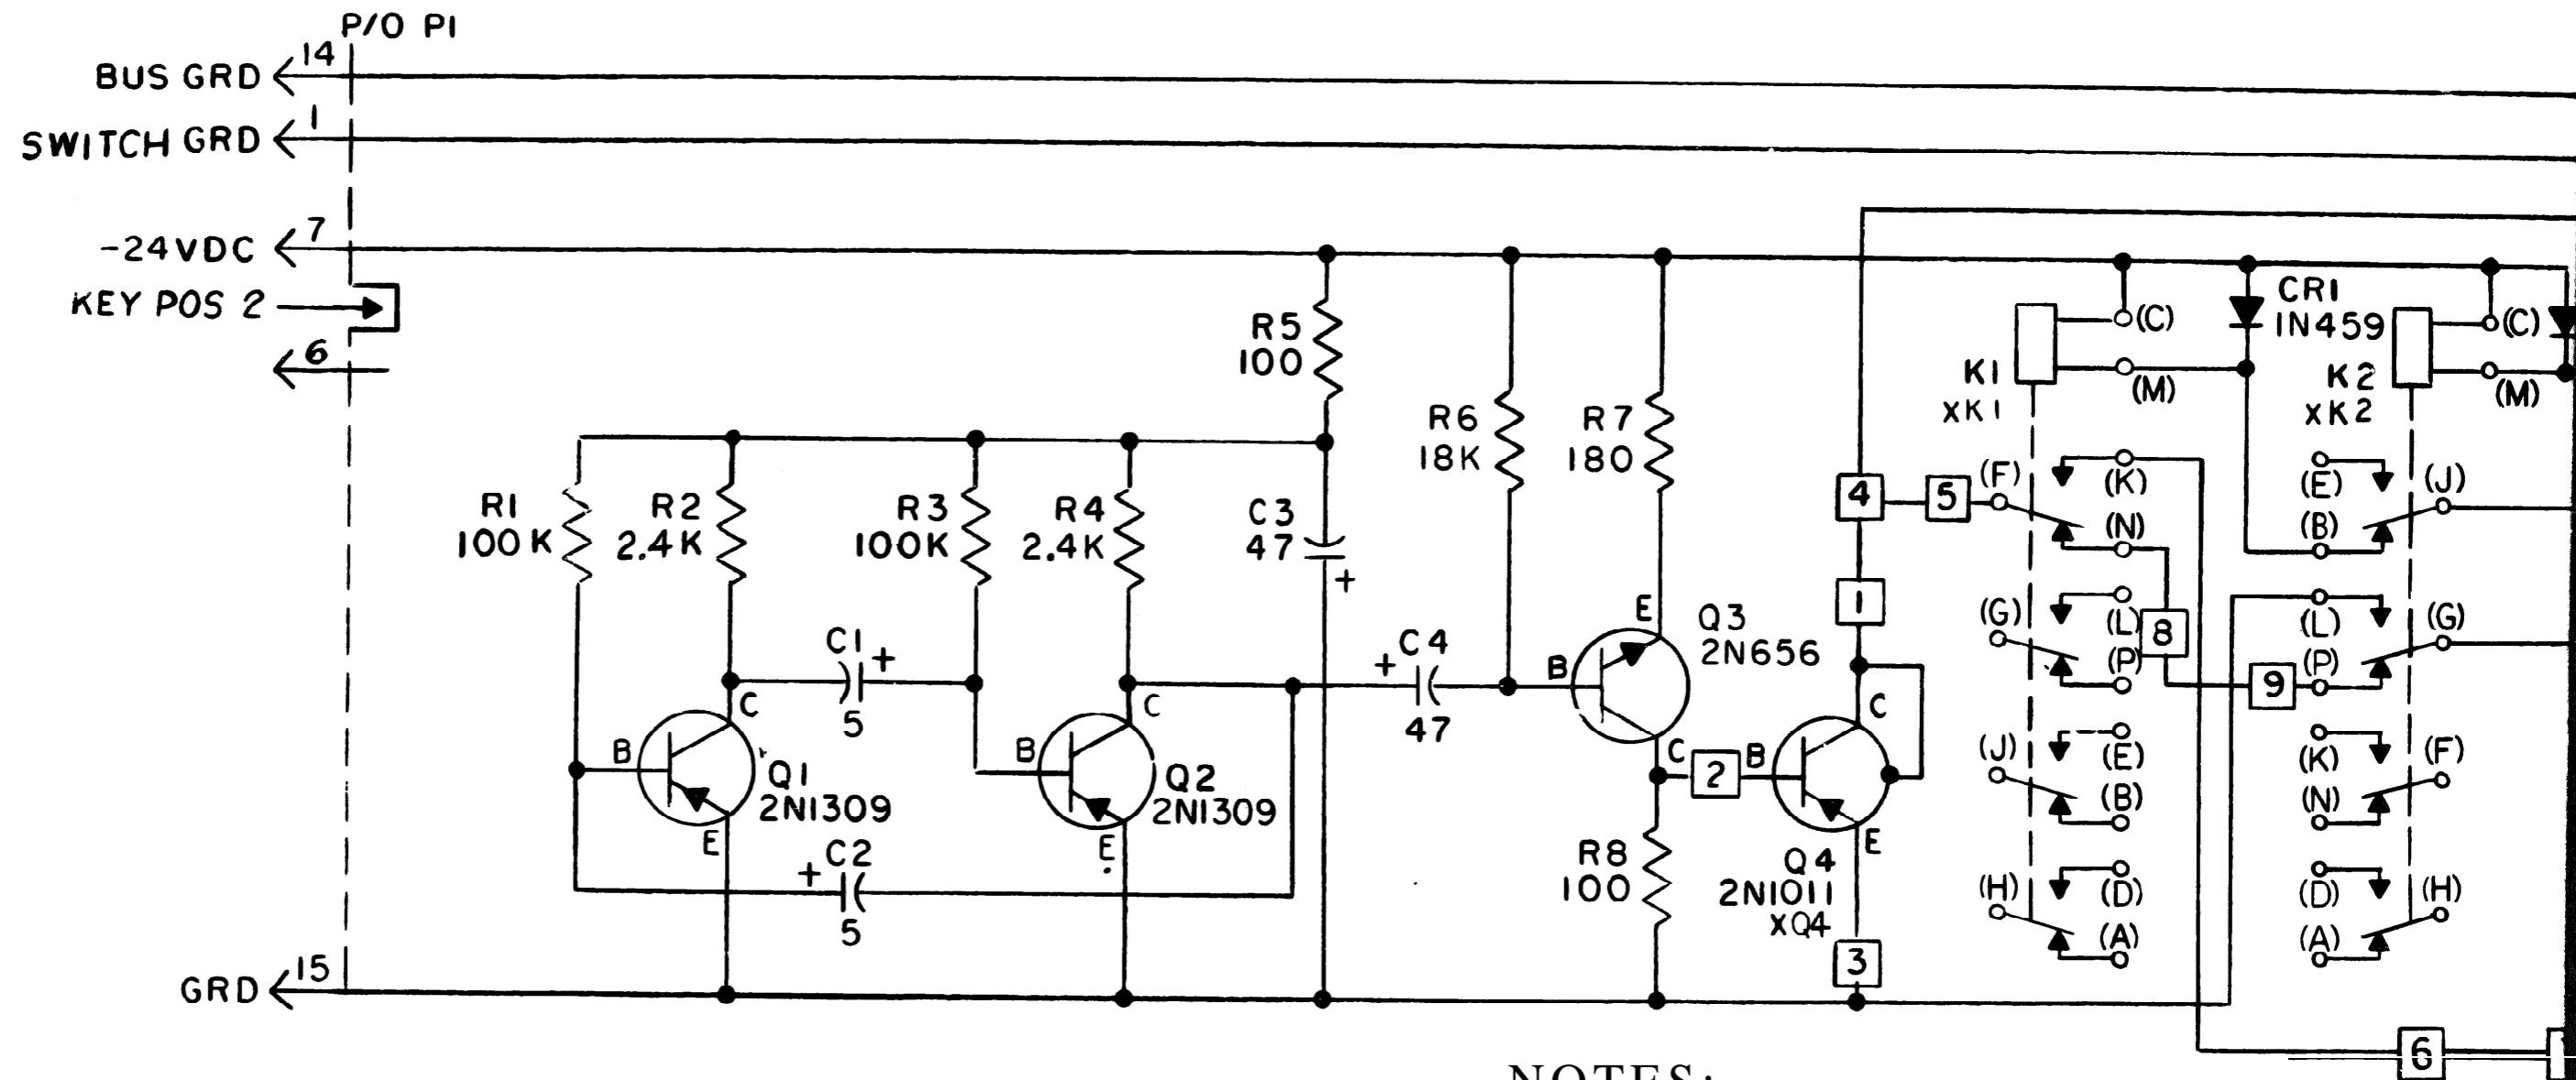 P/O P1
BUS GRD 14
SWITCH GRD 1
-24VDC 7
KEY POS 2
6
R1
100K
R2
2.4K
R3
100K
R4
2.4K
R5
100
C3
47
+
R6
18K
R7
180
C1
+
5
C
B
Q1
2N1309
E
C2
+
5
C
B
Q2
2N1309
E
C4
+
47
B
E
Q3
2N656
C
2
R8
100
4
5
1
B
C
E
Q4
2N1011
XQ4
3
GRD 15
K1
XK1
(C)
(M)
(F)
(K)
(N)
(G)
(L)
(P)
8
(J)
(E)
(B)
(H)
(D)
(A)
CR1
1N459
K2
XK2
(C)
(M)
(E)
(J)
(B)
(L)
(G)
(P)
9
(K)
(F)
(N)
(D)
(H)
(A)
6
NOTES: